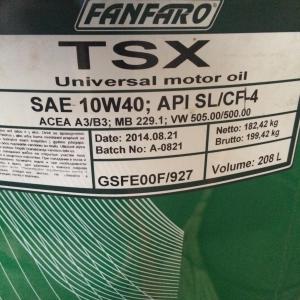 FANFARO
TSX
Universal motor oil
SAE 10W40; API SL/CF-4
ACEA A3/B3; MB 229.1; VW 505.00/500.00
Date: 2014.08.21
Batch No: A-0821
Netto: 182,42 kg
Brutto: 199,42 kg
GSFE00F/927
Volume: 208 L